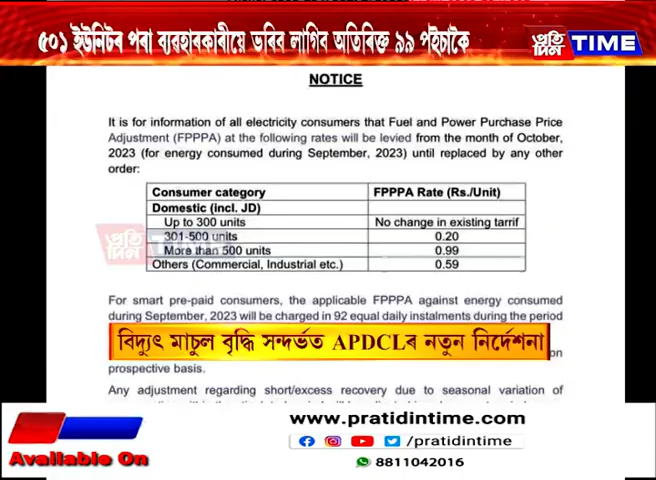 ৫০১ ইউনিটৰ পৰা ব্যৱহাৰকাৰীয়ে ভৰিব লাগিব অতিৰিক্ত ৯৯ পইচাকৈ
প্ৰতিদিন TIME
NOTICE
It is for information of all electricity consumers that Fuel and Power Purchase Price
Adjustment (FPPPA) at the following rates will be levied from the month of October,
2023 (for energy consumed during September, 2023) until replaced by any other
order:
Consumer category FPPPA Rate (Rs./Unit)
Domestic (incl. JD)
Up to 300 units No change in existing tarrif
301-500 units 0.20
More than 500 units 0.99
Others (Commercial, Industrial etc.) 0.59
প্ৰতিদিন TIME
For smart pre-paid consumers, the applicable FPPPA against energy consumed
during September, 2023 will be charged in 92 equal daily instalments during the period
বিদ্যুৎ মাচুল বৃদ্ধি সন্দৰ্ভত APDCLৰ নতুন নিৰ্দেশনা
on
prospective basis.
Any adjustment regarding short/excess recovery due to seasonal variation of
Available On
www.pratidintime.com
/pratidintime
8811042016